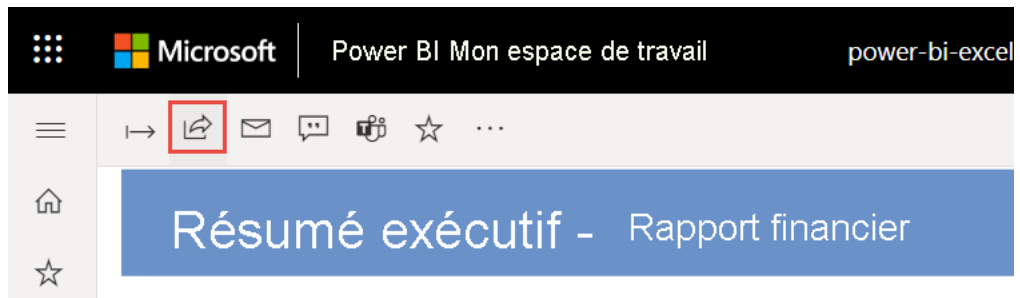 Microsoft Power BI Mon espace de travail power-bi-excel
Résumé exécutif - Rapport financier